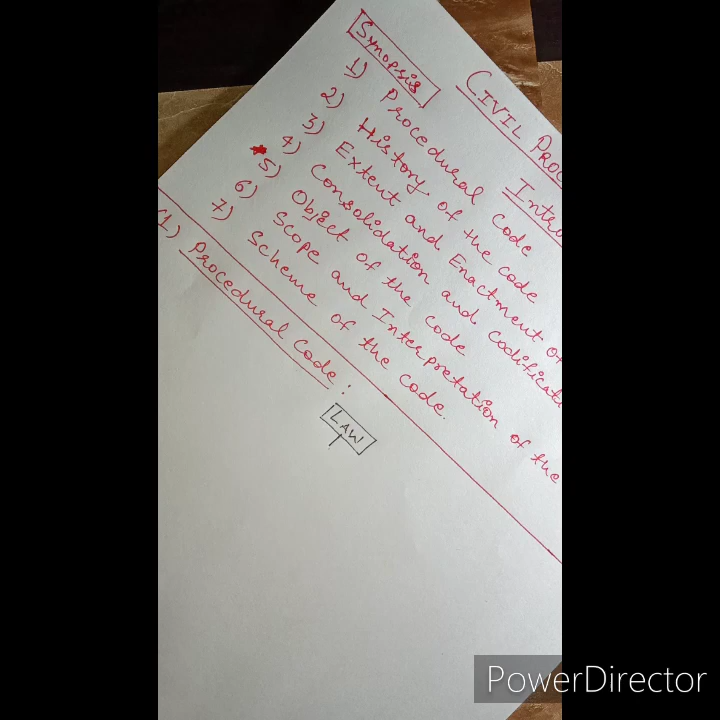 CIVIL PROC
Intro
Synopsis
1) Procedural code
2) History of the code
3) Extent and Enactment of
4) Consolidation and codificati
*5) Object of the code
6) Scope and Interpretation of the
7) Scheme of the code.
(1) Procedural Code:
LAW
PowerDirector